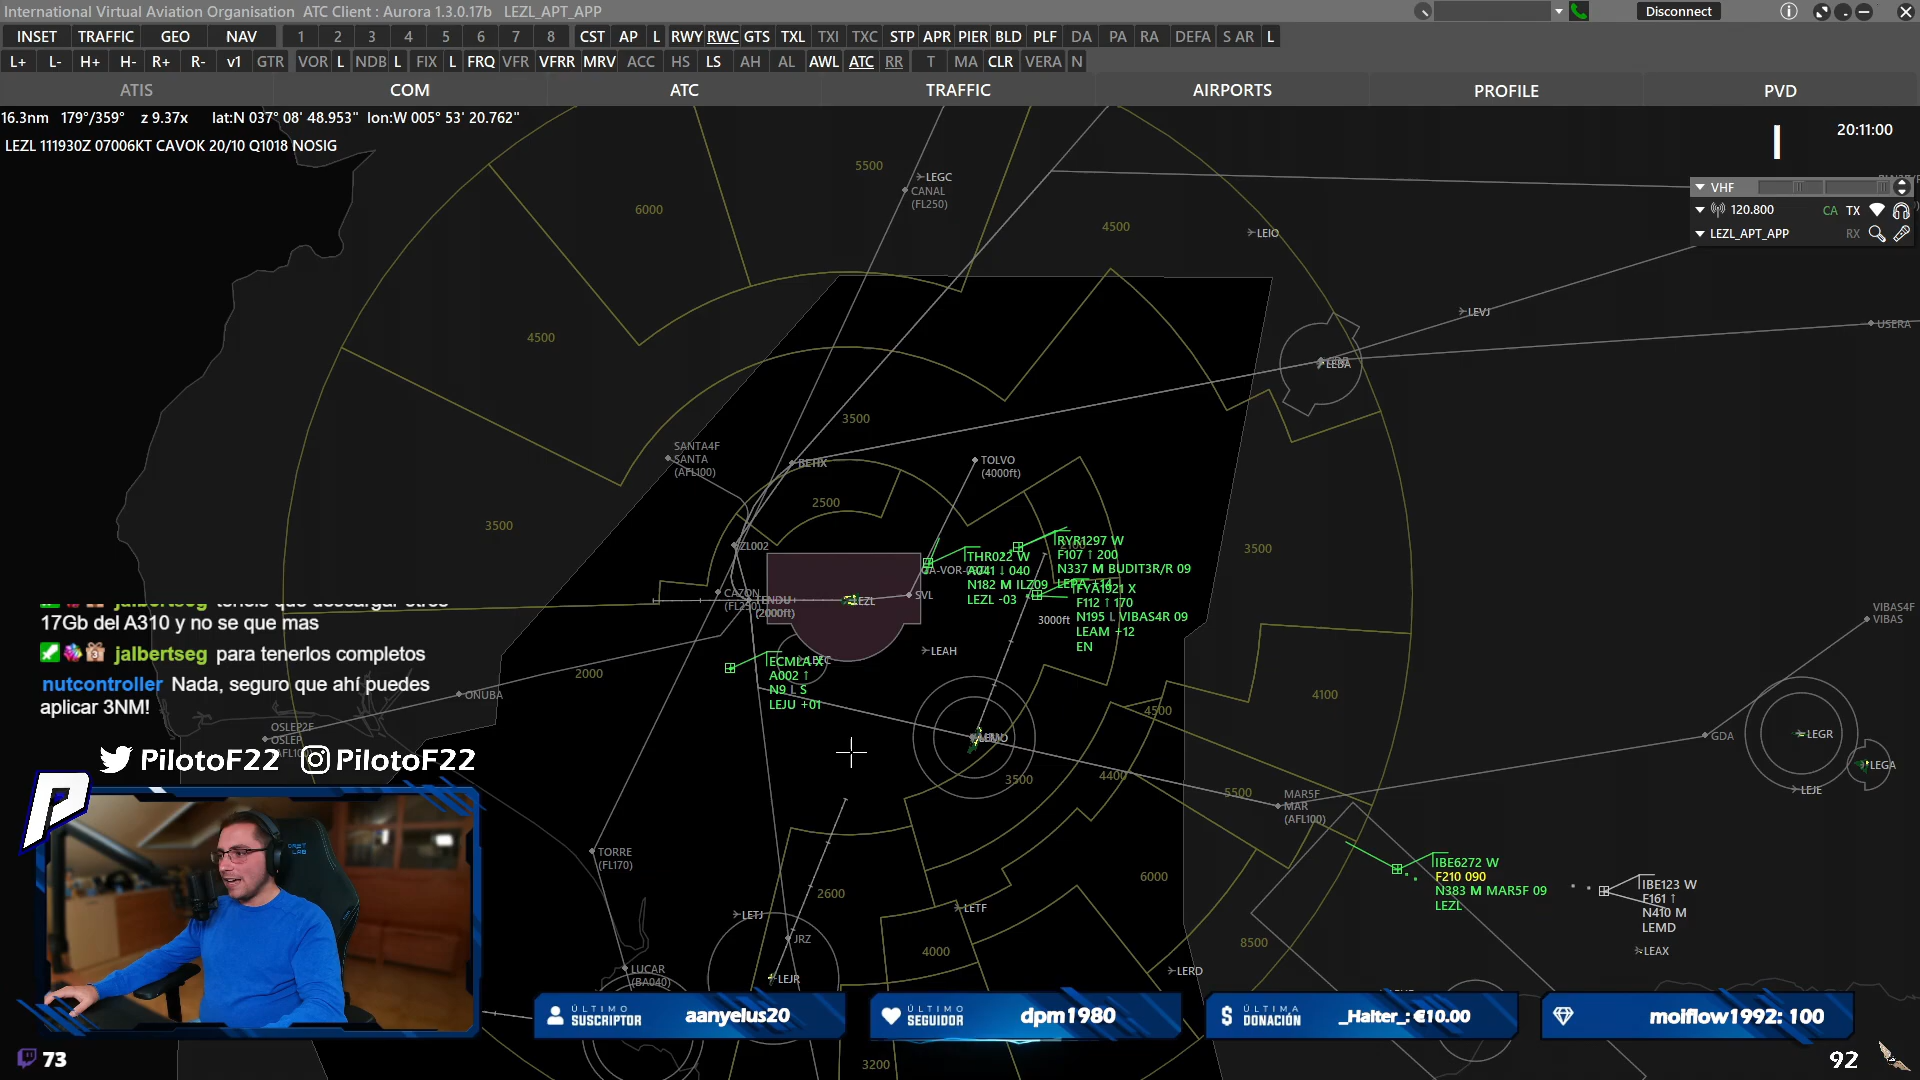 International Virtual Aviation Organisation   ATC Client : Aurora 1.3.0.17b   LEZL_APT_APP
Disconnect
INSET TRAFFIC GEO NAV 1 2 3 4 5 6 7 8 CST AP L RWY RWC GTS TXL TXI TXC STP APR PIER BLD PLF DA PA RA DEFA S AR L
L+ L- H+ H- R+ R- v1 GTR VOR L NDB L FIX L FRQ VFR VFRR MRV ACC HS LS AH AL AWL ATC RR T MA CLR VERA N
ATIS COM ATC TRAFFIC AIRPORTS PROFILE PVD
16.3nm 179°/359° z 9.37x lat:N 037° 08' 48.953" lon:W 005° 53' 20.762"
20:11:00
LEZL 111930Z 07006KT CAVOK 20/10 Q1018 NOSIG
VHF
120.800 CA TX
LEZL_APT_APP RX
5500
LEGC
CANAL
(FL250)
6000
4500
LEIO
LEVJ
USERA
4500
LEBA
3500
SANTA4F
SANTA
(AFL100)
BETIX
TOLVO
(4000ft)
2500
3500
3500
ZL002
THR022 W
A041 ↓ 040
N182 M ILZ09
LEZL -03
RYR1297 W
F107 ↑ 200
N337 M BUDIT3R/R 09
LEPA +14
TYA1921 X
F112 ↑ 170
N195 L VIBAS4R 09
LEAM +12
EN
3000ft
CAZON
(FL250)
TENDU
(2000ft)
LEZL
SVL
VIBAS4F
VIBAS
LEAH
ECMLA X
A002 ↑
N9 L S
LEJU +01
2000
ONUBA
4100
4500
OSLEP2F
OSLEP
GDA
LEGR
LEGA
LEJE
3500
4400
5500
MAR5F
MAR
(AFL100)
TORRE
(FL170)
2600
6000
IBE6272 W
F210 090
N383 M MAR5F 09
LEZL
IBE123 W
F161 ↑
N410 M
LEMD
LEAX
LETJ
LETF
JRZ
4000
8500
LUCAR
(BA040)
LEJR
LERD
3200
17Gb del A310 y no se que mas
jalbertseg para tenerlos completos
nutcontroller Nada, seguro que ahí puedes
aplicar 3NM!
PilotoF22 PilotoF22
P
ÚLTIMO SUSCRIPTOR aanyelus20
ÚLTIMO SEGUIDOR dpm1980
ÚLTIMA DONACIÓN _Halter_: €10.00
moiflow1992: 100
73
92